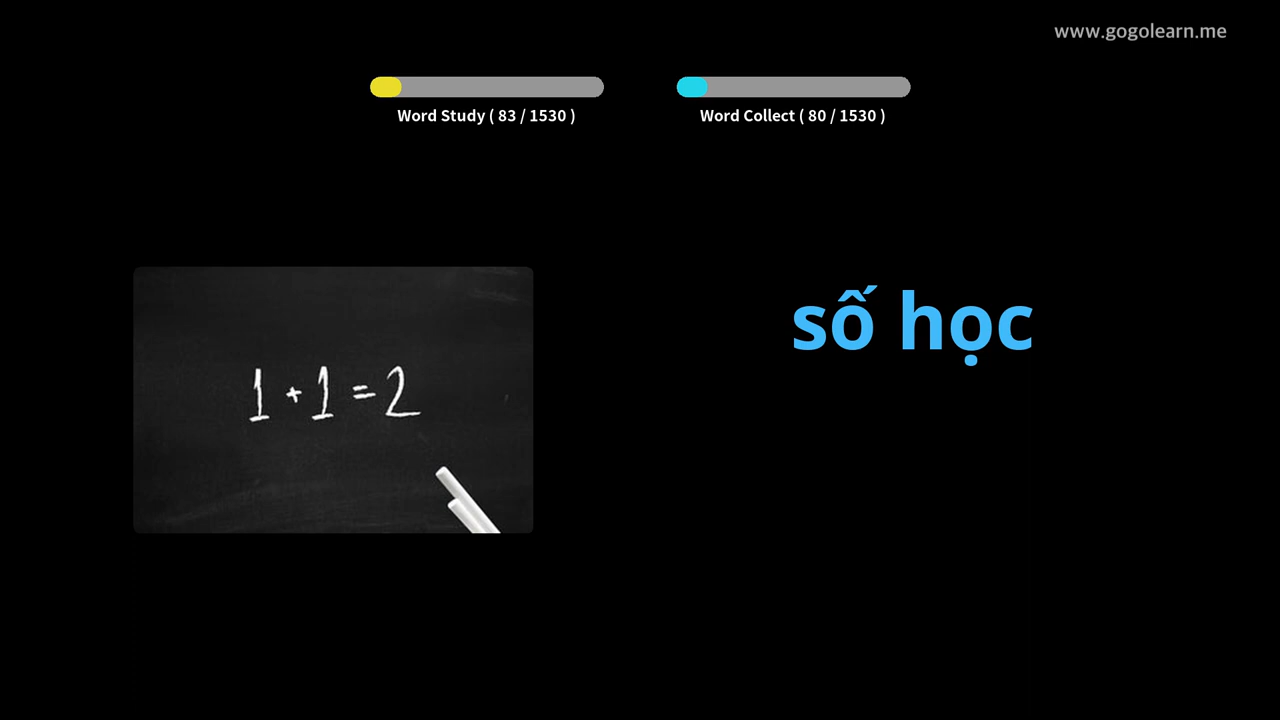 www.gogolearn.me
Word Study ( 83 / 1530 )
Word Collect ( 80 / 1530 )
1 + 1 = 2
số học